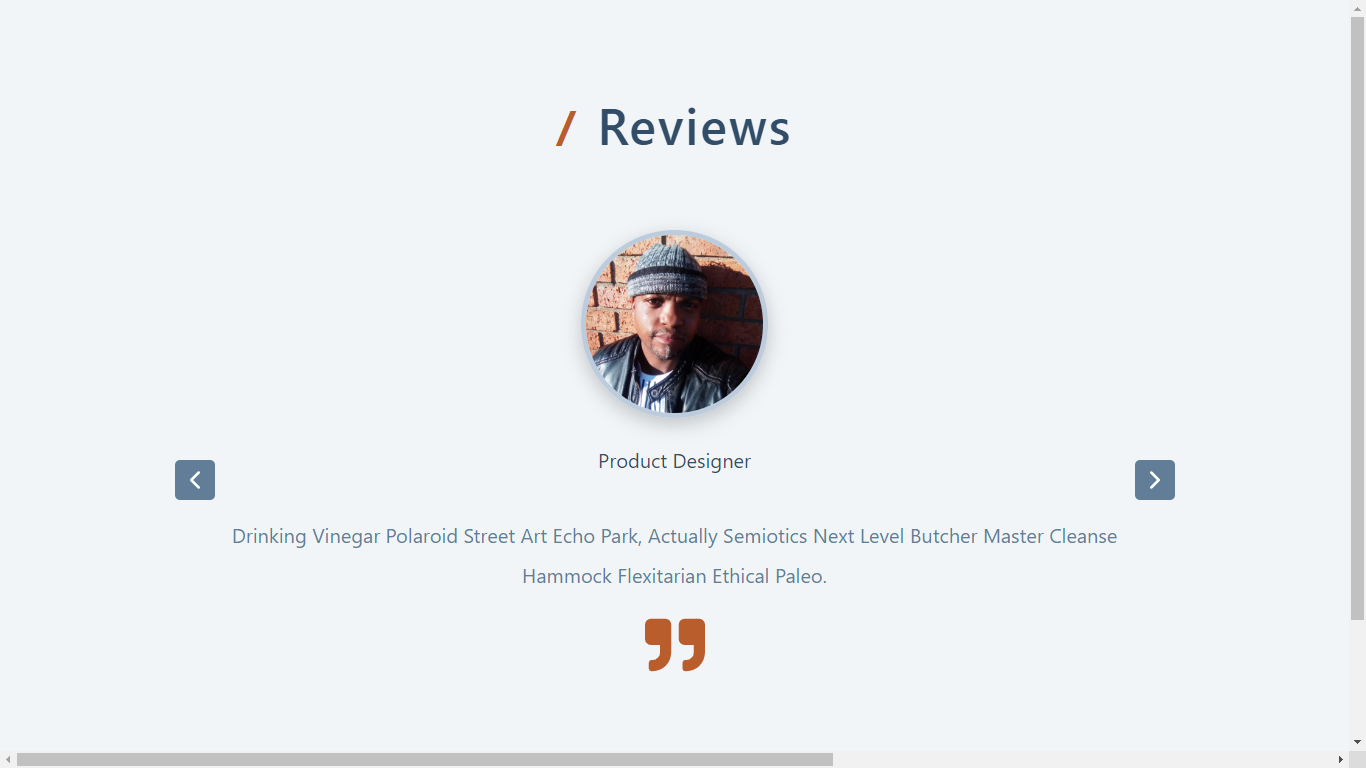 / Reviews
Product Designer
Drinking Vinegar Polaroid Street Art Echo Park, Actually Semiotics Next Level Butcher Master Cleanse
Hammock Flexitarian Ethical Paleo.